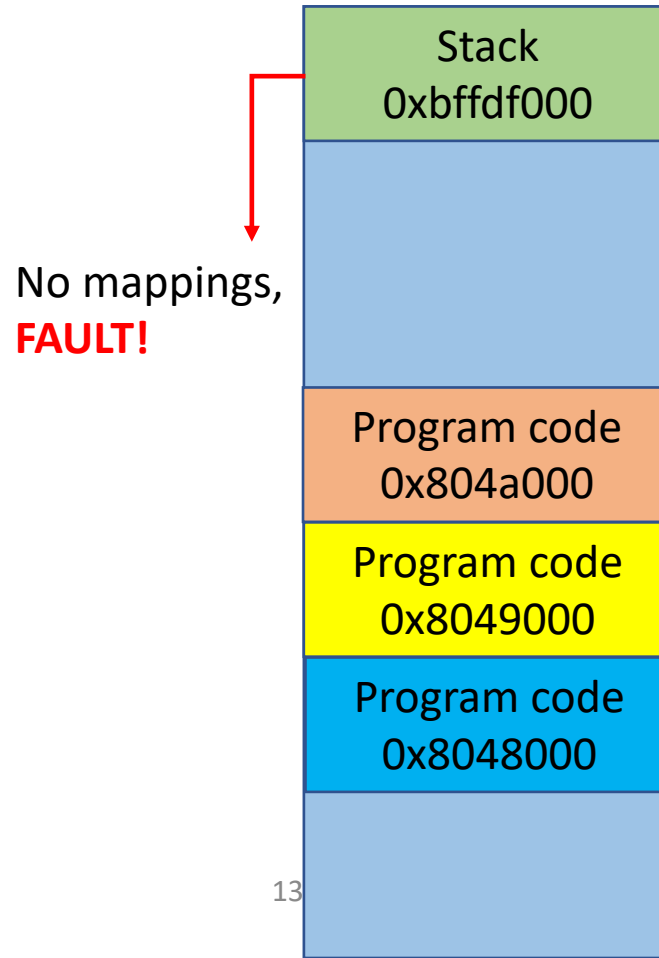 Stack
0xbffdf000
No mappings,
FAULT!
Program code
0x804a000
Program code
0x8049000
Program code
0x8048000
13